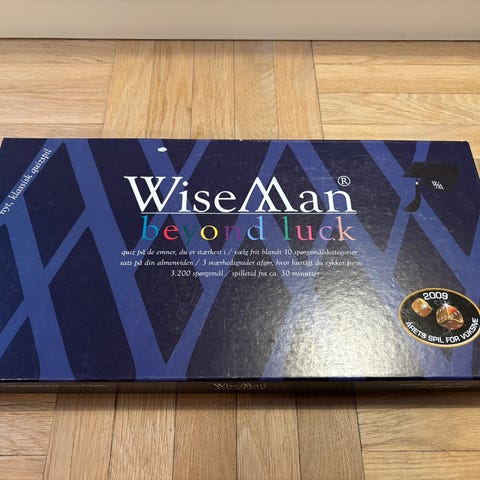 nyt, klassisk quizspil
WiseMan®
beyond luck
quiz på de emner, du er stærkest i / vælg frit blandt 10 spørgsmålskategorier
sats på din almenviden / 3 sværhedsgrader afgør, hvor hurtigt du rykker frem
3.200 spørgsmål / spilletid fra ca. 30 minutter
WM
2009
ÅRETS SPIL FOR VOKSNE
WiseMan